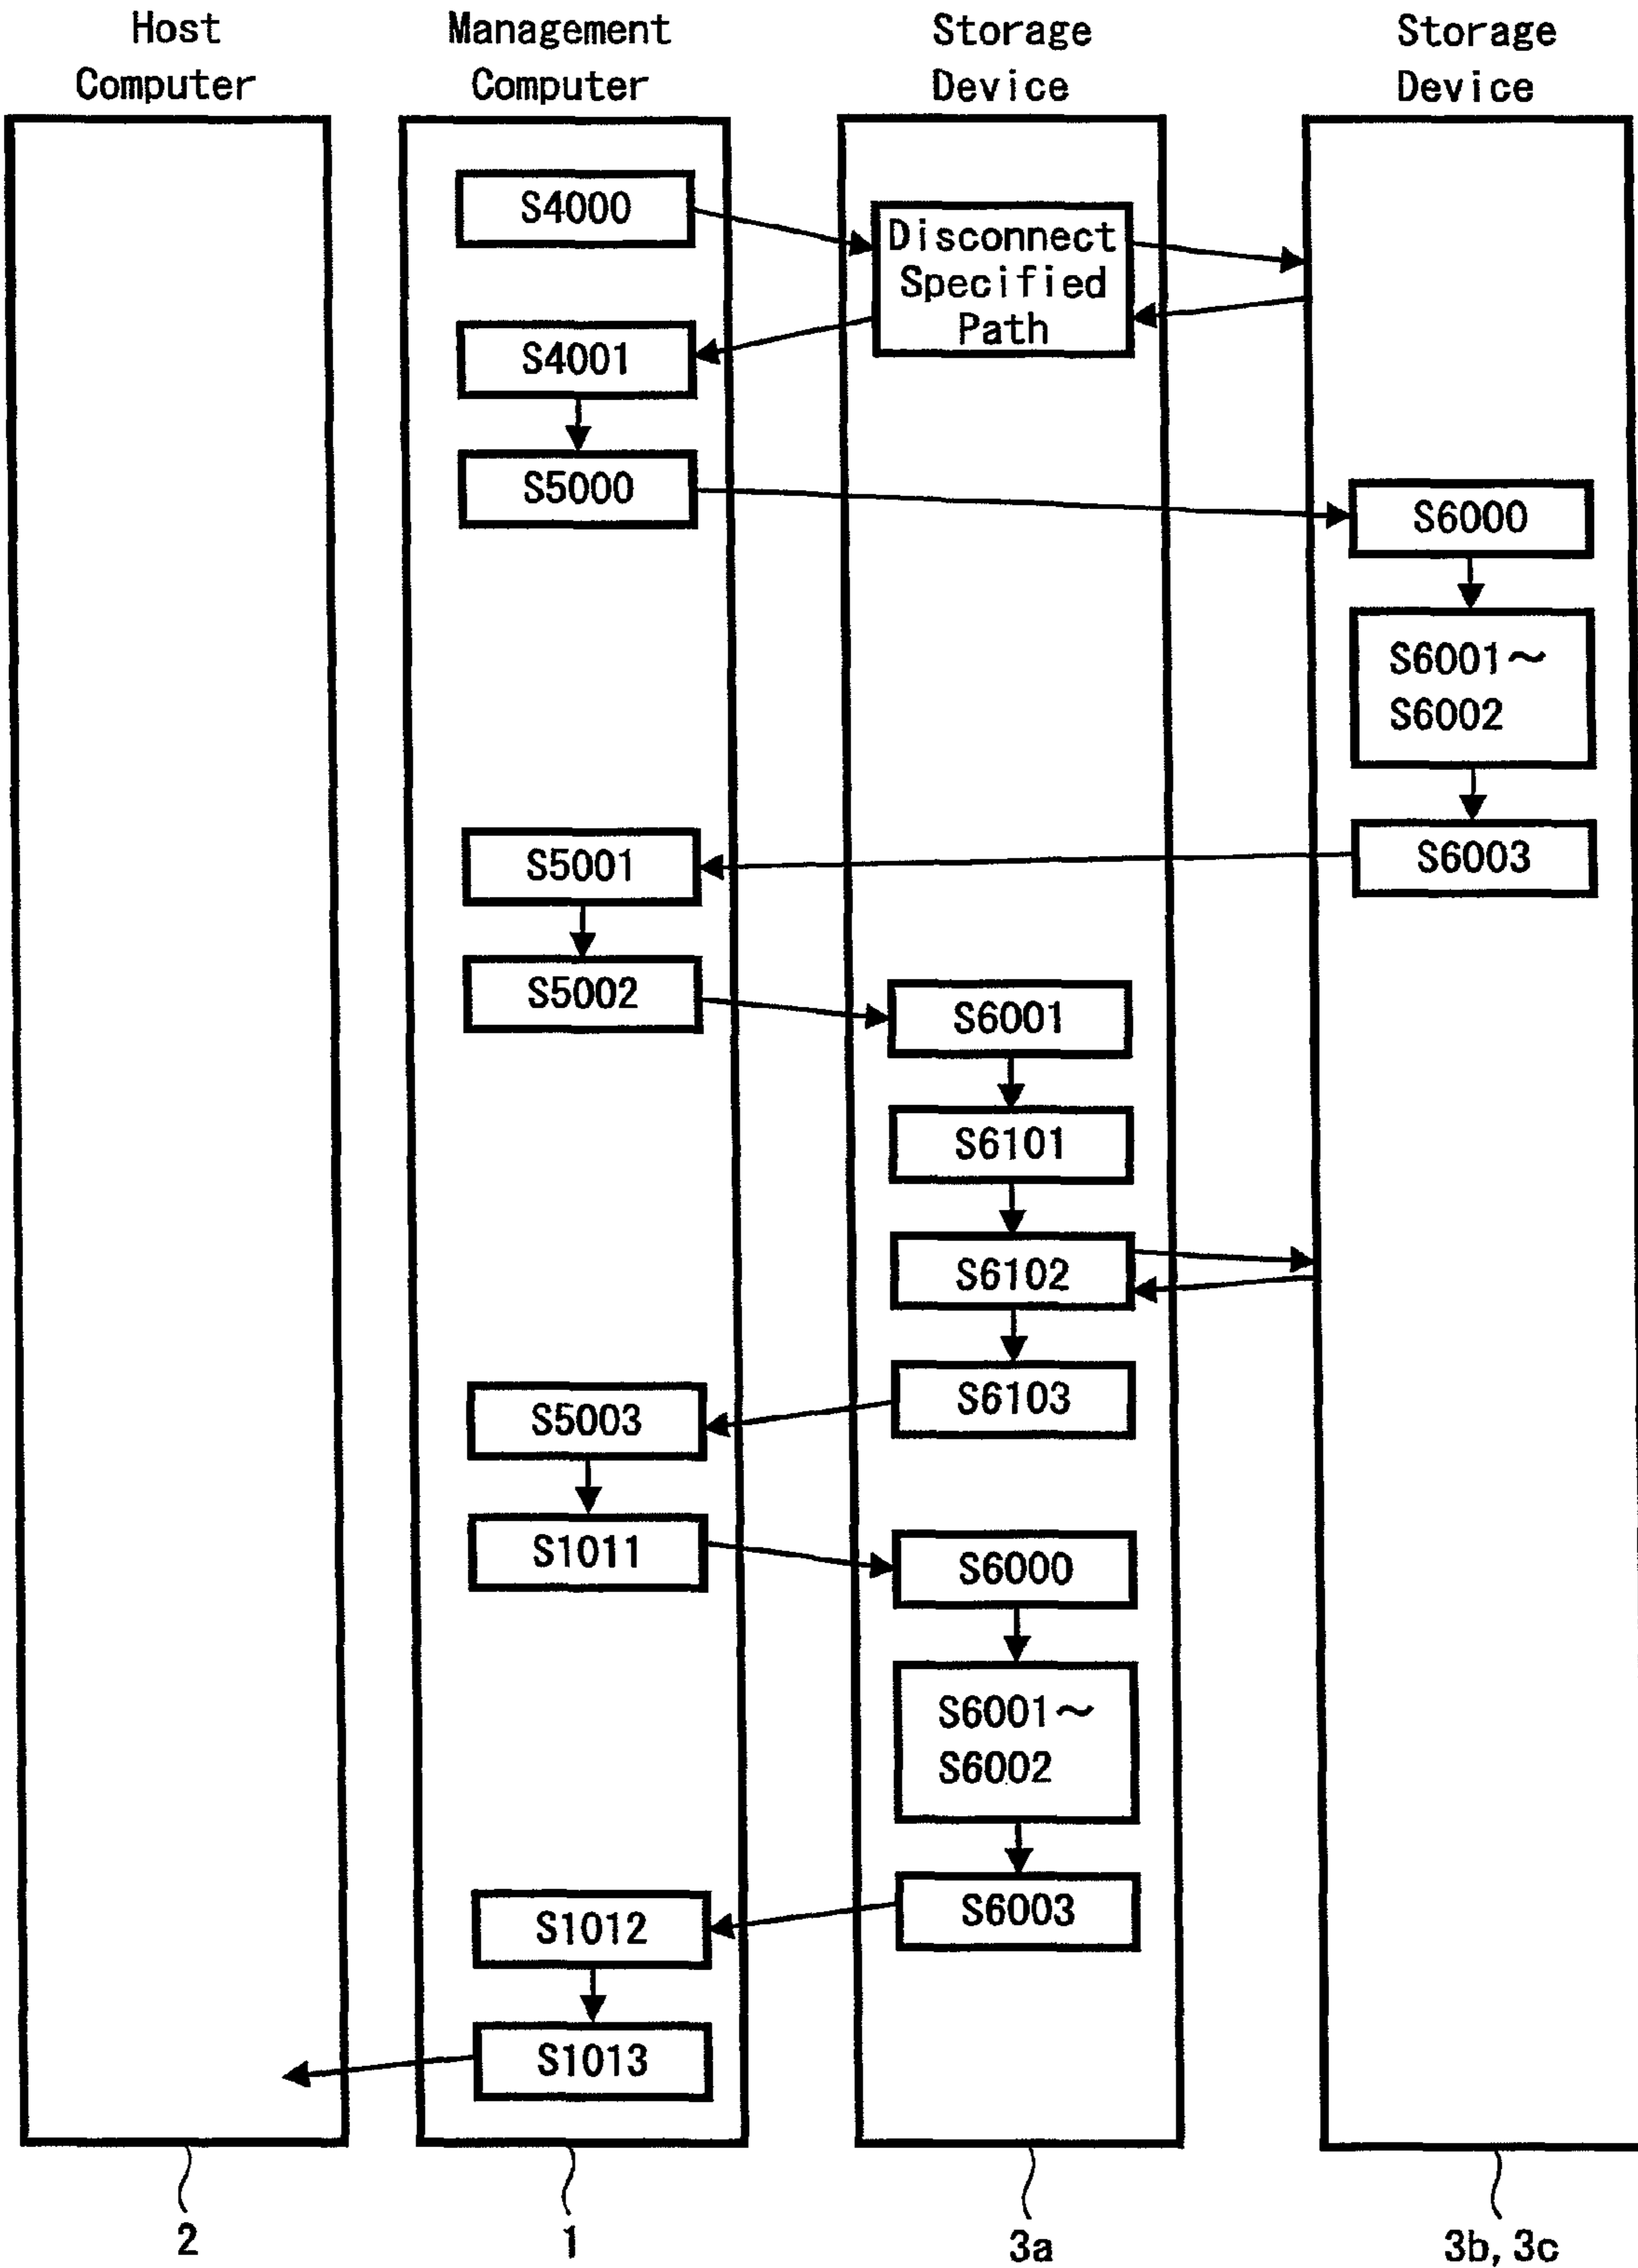 Host
Computer
Management
Computer
Storage
Device
Storage
Device
S4000
Disconnect
Specified
Path
S4001
S5000
S6000
S6001~
S6002
S5001
S6003
S5002
S6001
S6101
S6102
S6103
S5003
S1011
S6000
S6001~
S6002
S6003
S1012
S1013
2
1
3a
3b, 3c